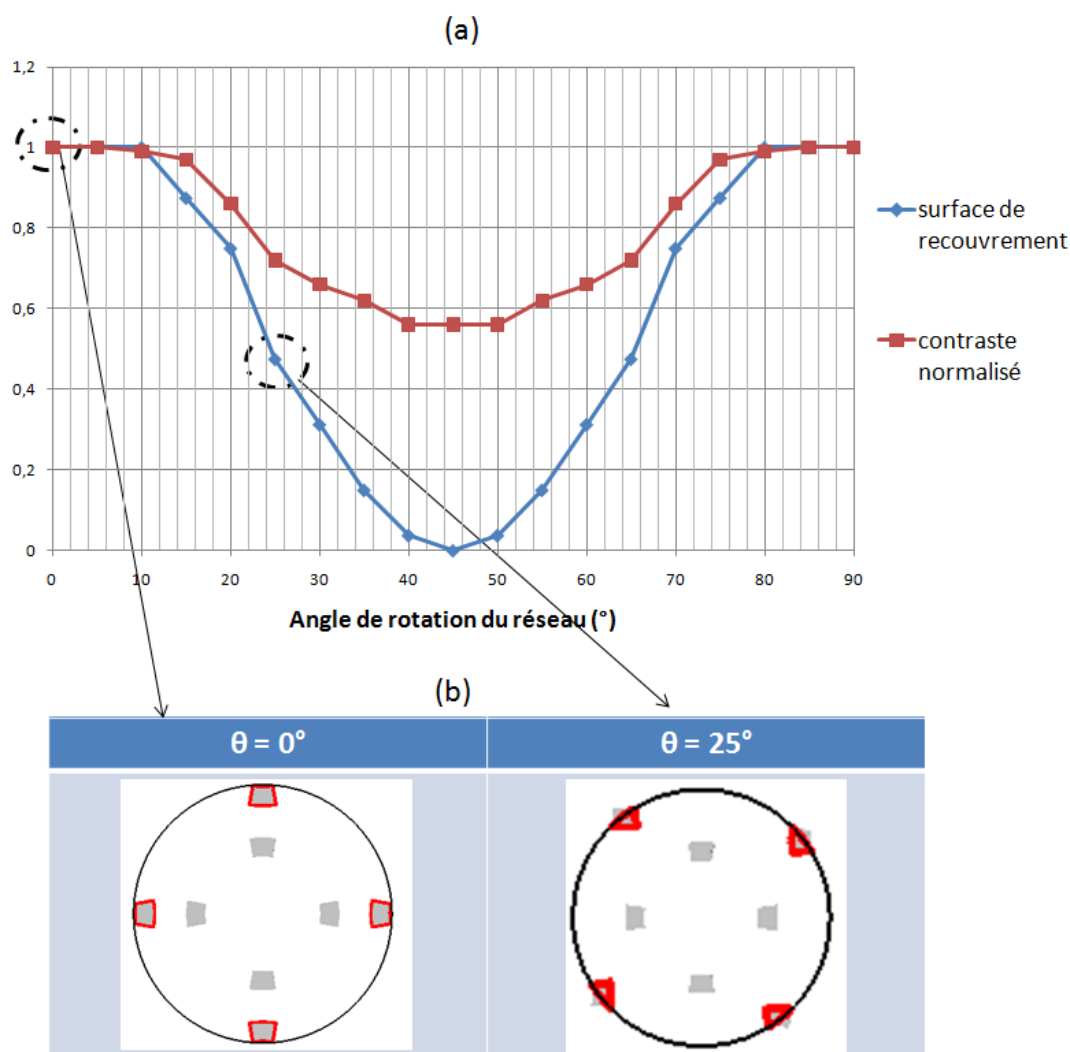 (a)
1,2
1
0,8
0,6
0,4
0,2
0
0 10 20 30 40 50 60 70 80 90
Angle de rotation du réseau (°)
surface de
recouvrement
contraste
normalisé
(b)
θ = 0° θ = 25°